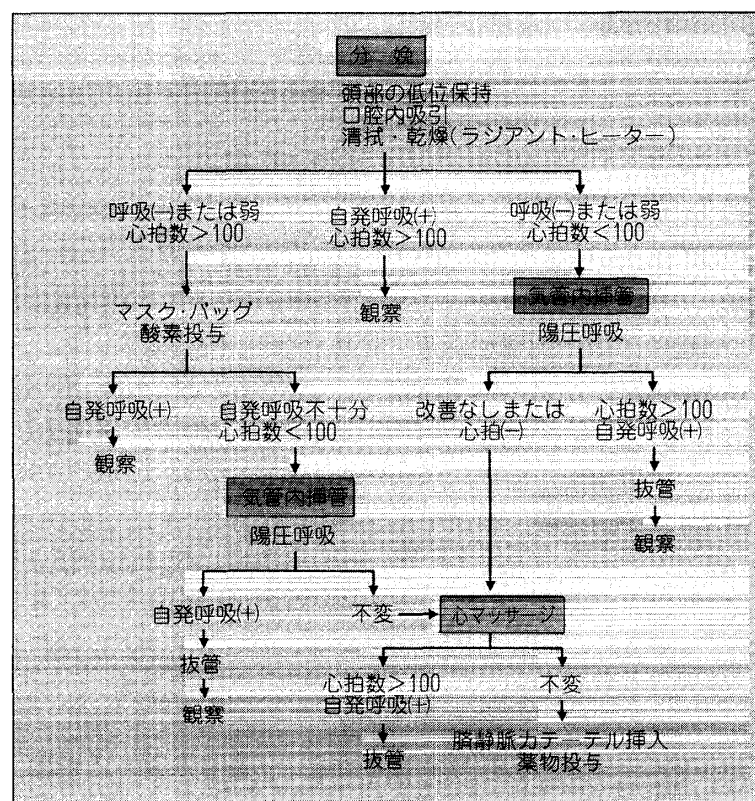 分 娩
頭部の低位保持
口腔内吸引
清拭・乾燥(ラジアント・ヒーター)
呼吸(−)または弱
心拍数>100
自発呼吸(+)
心拍数>100
呼吸(−)または弱
心拍数<100
マスク・バッグ
酸素投与
観察
気管内挿管
陽圧呼吸
自発呼吸(+)
観察
自発呼吸不十分
心拍数<100
改善なしまたは
心拍(−)
心拍数>100
自発呼吸(+)
抜管
観察
気管内挿管
陽圧呼吸
自発呼吸(+)
抜管
観察
不変
心マッサージ
心拍数>100
自発呼吸(+)
抜管
不変
臍静脈カテーテル挿入
薬物投与